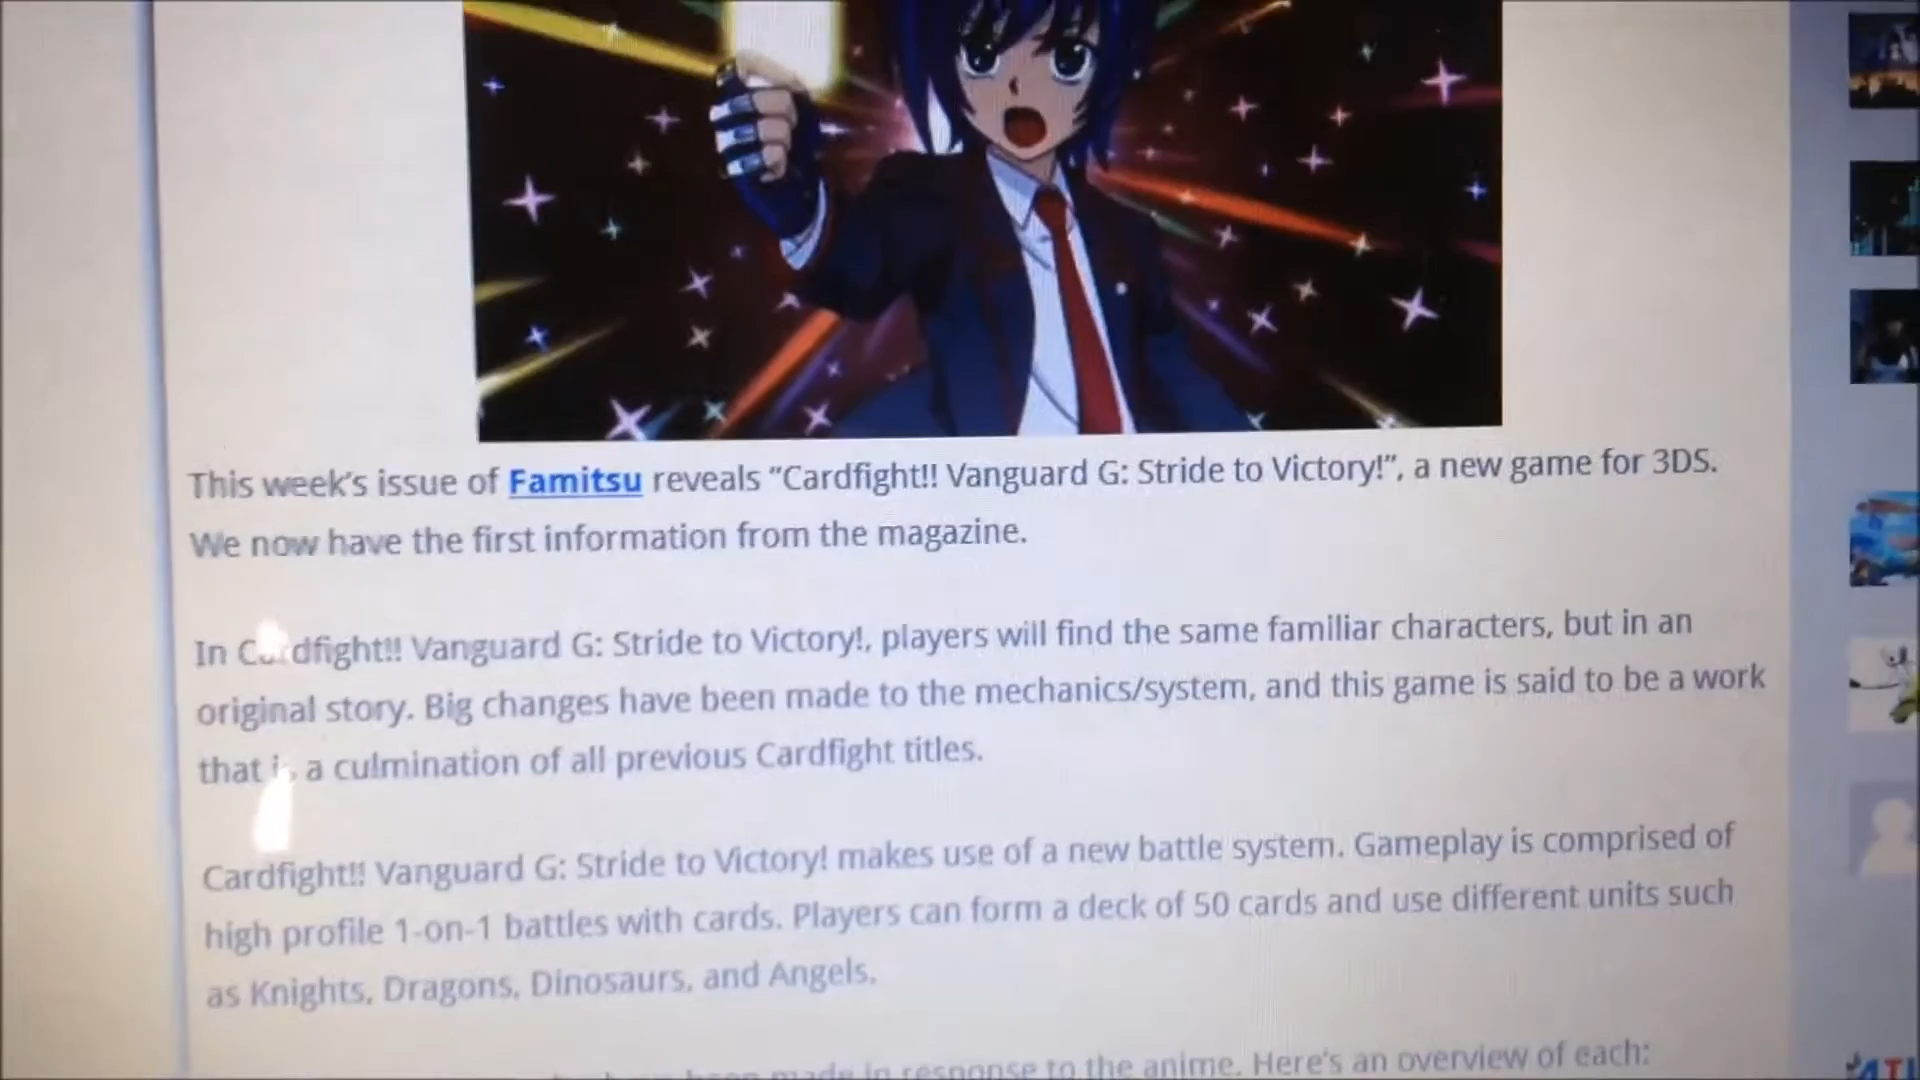 This week's issue of Famitsu reveals "Cardfight!! Vanguard G: Stride to Victory!", a new game for 3DS.
We now have the first information from the magazine.
In Cardfight!! Vanguard G: Stride to Victory!, players will find the same familiar characters, but in an
original story. Big changes have been made to the mechanics/system, and this game is said to be a work
that is a culmination of all previous Cardfight titles.
Cardfight!! Vanguard G: Stride to Victory! makes use of a new battle system. Gameplay is comprised of
high profile 1-on-1 battles with cards. Players can form a deck of 50 cards and use different units such
as Knights, Dragons, Dinosaurs, and Angels.
been made in response to the anime. Here's an overview of each: